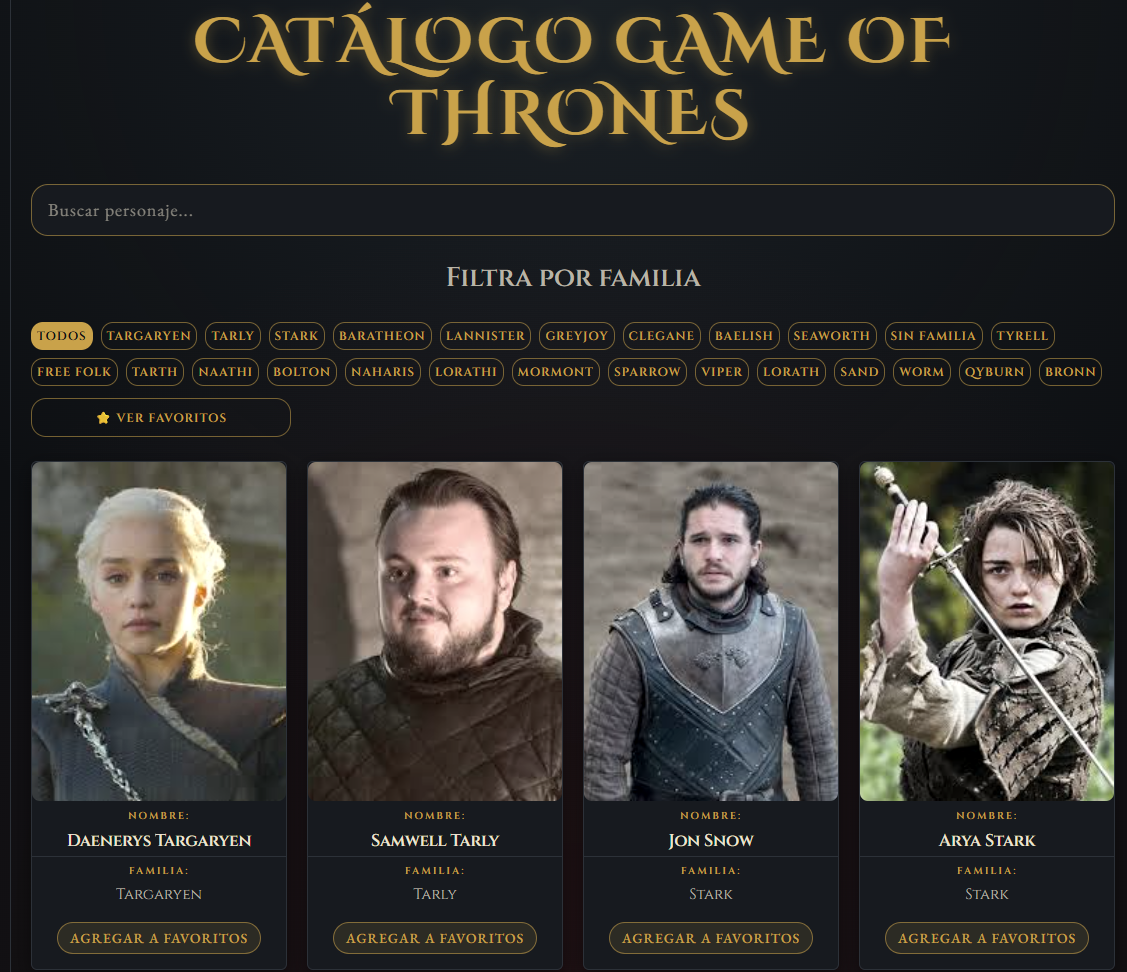 CATÁLOGO GAME OF
THRONES
Buscar personaje...
Filtra por familia
TODOS TARGARYEN TARLY STARK BARATHEON LANNISTER GREYJOY CLEGANE BAELISH SEAWORTH SIN FAMILIA TYRELL
FREE FOLK TARTH NAATHI BOLTON NAHARIS LORATHI MORMONT SPARROW VIPER LORATH SAND WORM QYBURN BRONN
VER FAVORITOS
NOMBRE: NOMBRE: NOMBRE: NOMBRE:
Daenerys Targaryen Samwell Tarly Jon Snow Arya Stark
FAMILIA: FAMILIA: FAMILIA: FAMILIA:
Targaryen Tarly Stark Stark
AGREGAR A FAVORITOS AGREGAR A FAVORITOS AGREGAR A FAVORITOS AGREGAR A FAVORITOS